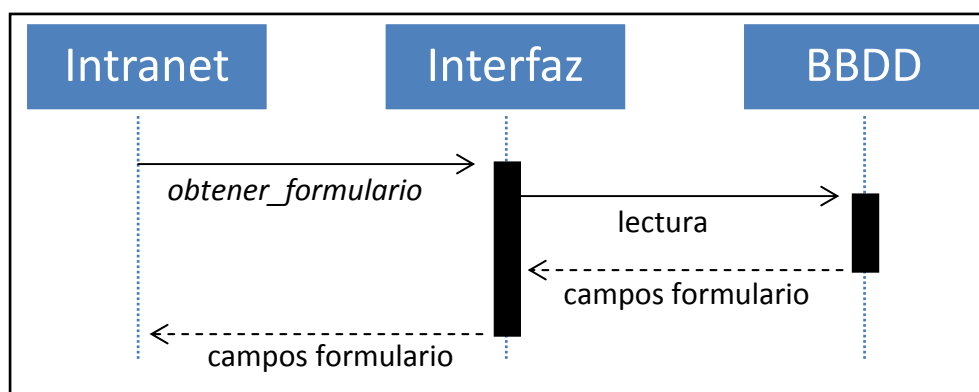 Intranet
Interfaz
BBDD
obtener_formulario
lectura
campos formulario
campos formulario